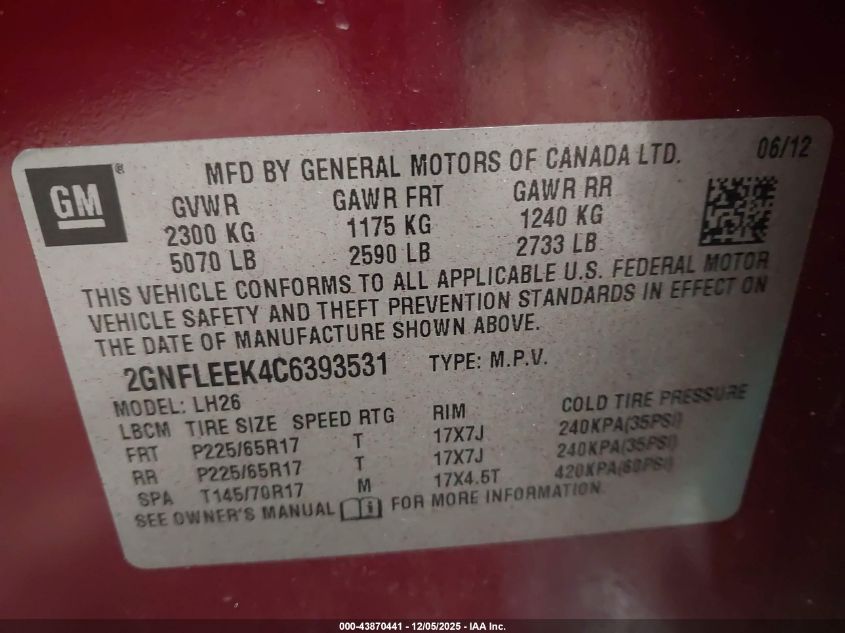 GM®
MFD BY GENERAL MOTORS OF CANADA LTD. 06/12
GVWR GAWR FRT GAWR RR
2300 KG 1175 KG 1240 KG
5070 LB 2590 LB 2733 LB
THIS VEHICLE CONFORMS TO ALL APPLICABLE U.S. FEDERAL MOTOR
VEHICLE SAFETY AND THEFT PREVENTION STANDARDS IN EFFECT ON
THE DATE OF MANUFACTURE SHOWN ABOVE.
2GNFLEEK4C6393531 TYPE: M.P.V.
MODEL: LH26
LBCM TIRE SIZE SPEED RTG RIM COLD TIRE PRESSURE
FRT P225/65R17 T 17X7J 240KPA(35PSI)
RR P225/65R17 T 17X7J 240KPA(35PSI)
SPA T145/70R17 M 17X4.5T 420KPA(60PSI)
SEE OWNER'S MANUAL FOR MORE INFORMATION.
000-43870441 - 12/05/2025 - IAA Inc.